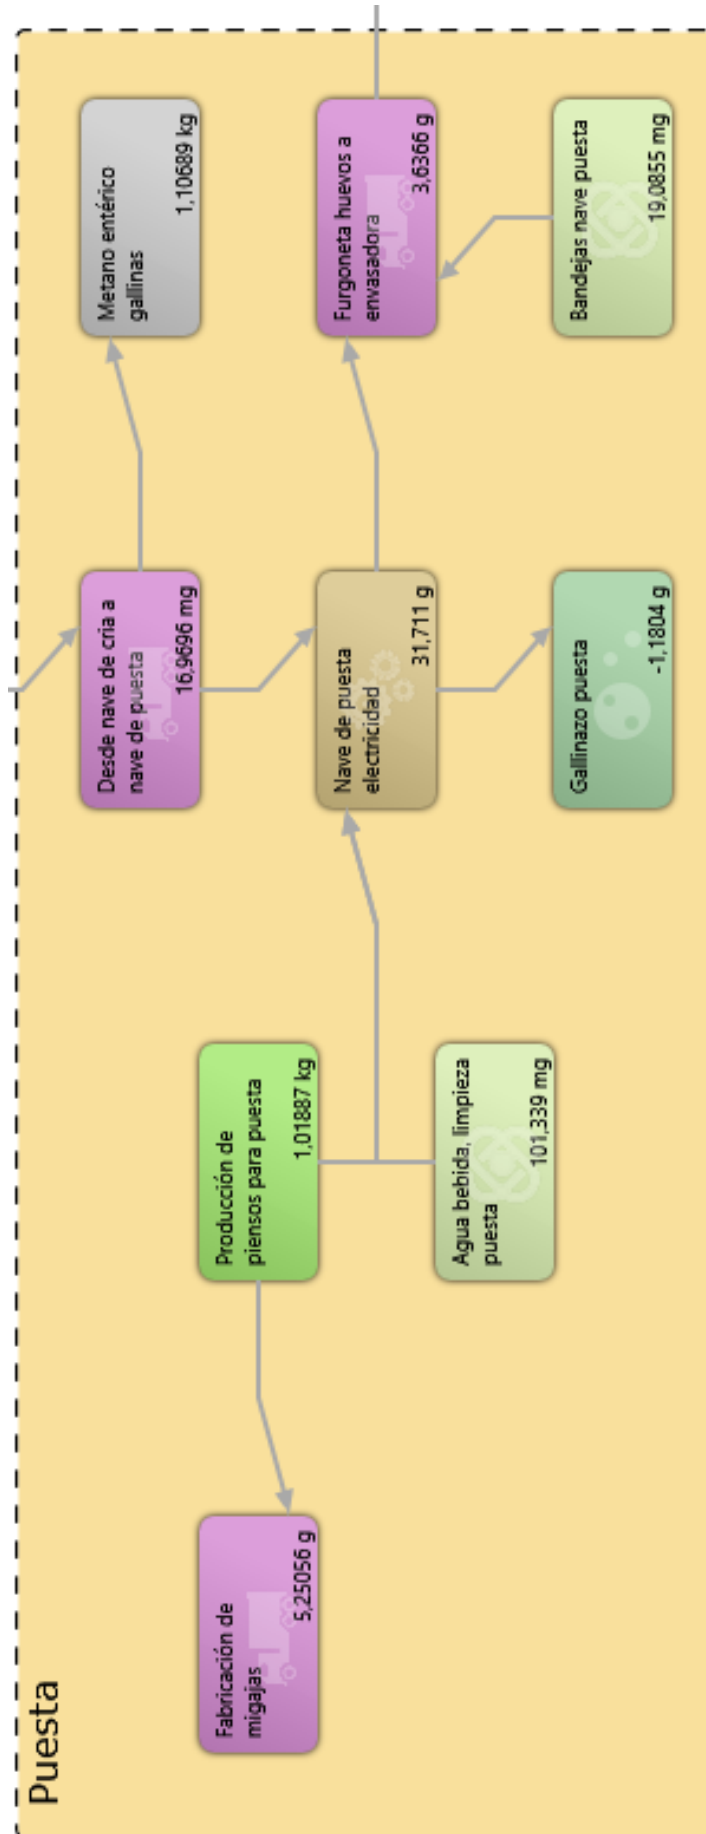 Puesta
Fabricación de
migajas
5,25056 g
Producción de
piensos para puesta
1,01887 kg
Agua bebida, limpieza
puesta
101,339 mg
Desde nave de cria a
nave de puesta
16,9696 mg
Nave de puesta
electricidad
31,711 g
Gallinazo puesta
-1,1804 g
Metano entérico
gallinas
1,10689 kg
Furgoneta huevos a
envasadora
3,6366 g
Bandejas nave puesta
19,0855 mg